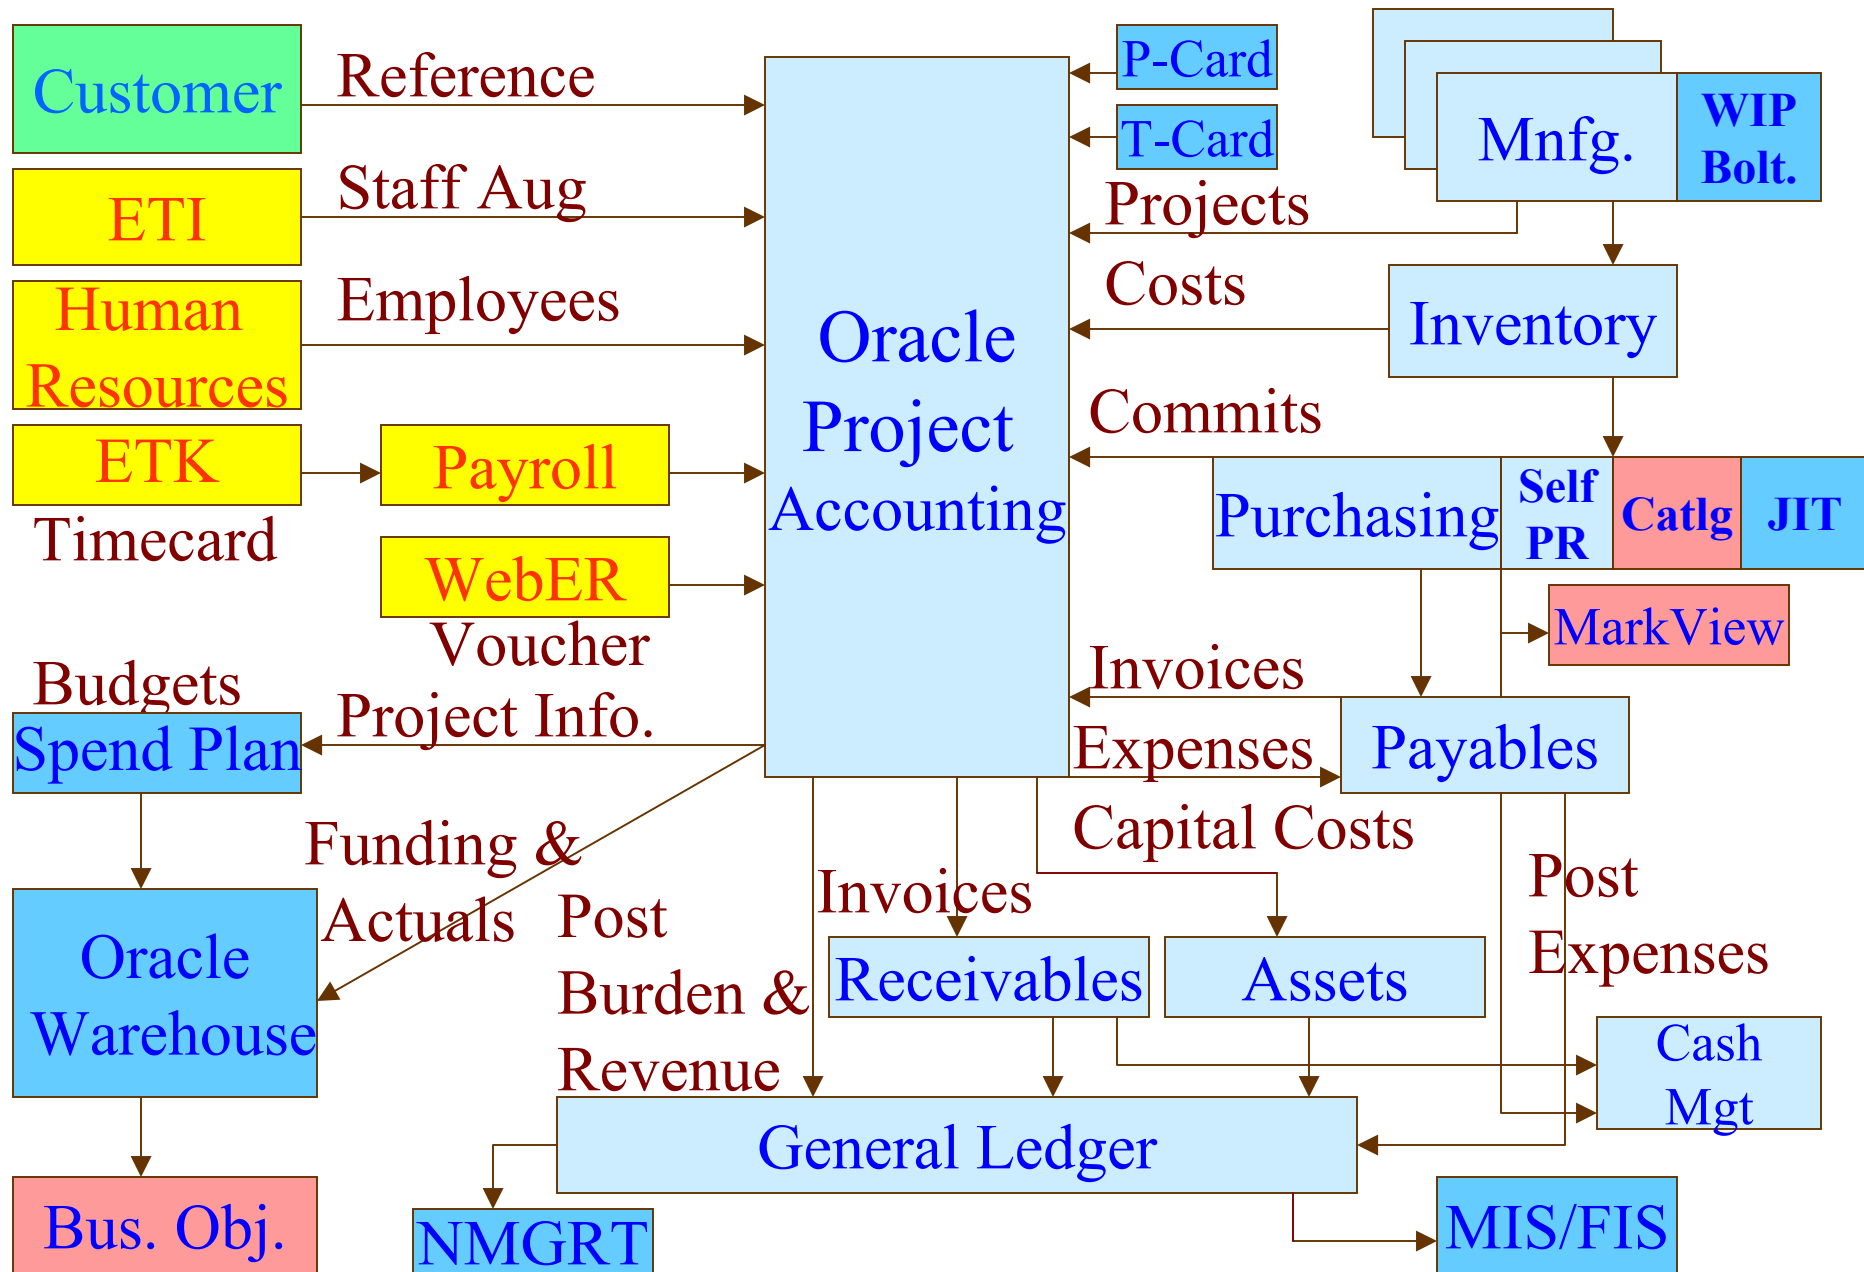 Customer
Reference
P-Card
T-Card
Mnfg.
WIP
Bolt.
ETI
Staff Aug
Projects
Human
Resources
Employees
Costs
Inventory
Oracle
Project
Accounting
Commits
ETK
Timecard
Payroll
Purchasing
Self
PR
Catlg
JIT
WebER
Voucher
MarkView
Budgets
Spend Plan
Project Info.
Invoices
Expenses
Payables
Capital Costs
Funding &
Actuals
Post
Burden &
Revenue
Invoices
Post
Expenses
Oracle
Warehouse
Receivables
Assets
Cash
Mgt
General Ledger
Bus. Obj.
NMGRT
MIS/FIS